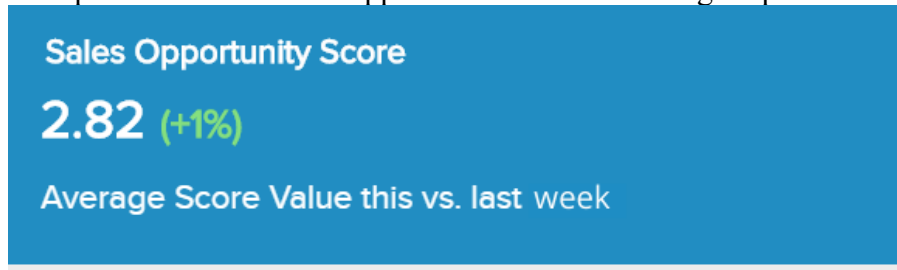 Sales Opportunity Score
2.82 (+1%)
Average Score Value this vs. last week